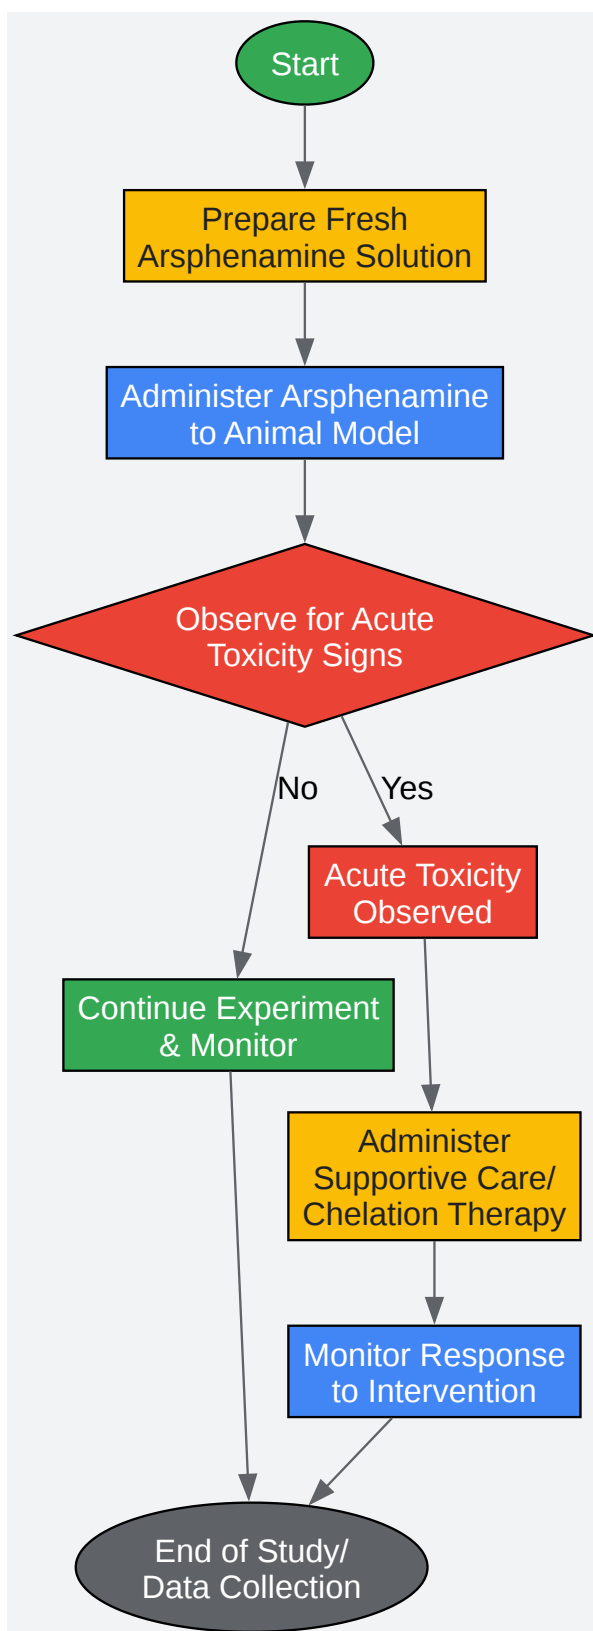 Start
Prepare Fresh
Arsphenamine Solution
Administer Arsphenamine
to Animal Model
Observe for Acute
Toxicity Signs
No
Yes
Acute Toxicity
Observed
Continue Experiment
& Monitor
Administer
Supportive Care/
Chelation Therapy
Monitor Response
to Intervention
End of Study/
Data Collection